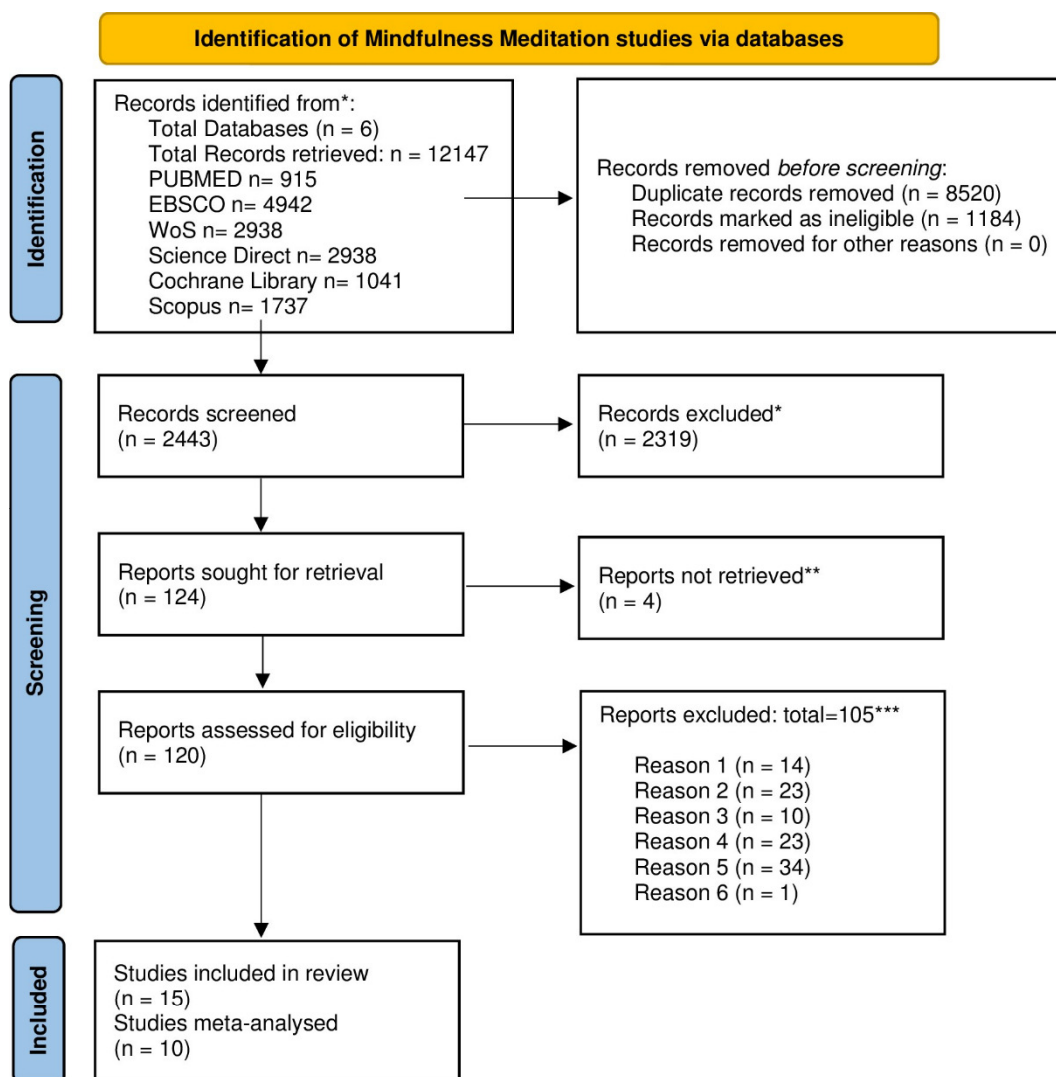 Identification of Mindfulness Meditation studies via databases
Identification
Records identified from*:
Total Databases (n = 6)
Total Records retrieved: n = 12147
PUBMED n= 915
EBSCO n= 4942
WoS n= 2938
Science Direct n= 2938
Cochrane Library n= 1041
Scopus n= 1737
Records removed before screening:
Duplicate records removed (n = 8520)
Records marked as ineligible (n = 1184)
Records removed for other reasons (n = 0)
Screening
Records screened
(n = 2443)
Records excluded*
(n = 2319)
Reports sought for retrieval
(n = 124)
Reports not retrieved**
(n = 4)
Reports assessed for eligibility
(n = 120)
Reports excluded: total=105***
Reason 1 (n = 14)
Reason 2 (n = 23)
Reason 3 (n = 10)
Reason 4 (n = 23)
Reason 5 (n = 34)
Reason 6 (n = 1)
Included
Studies included in review
(n = 15)
Studies meta-analysed
(n = 10)